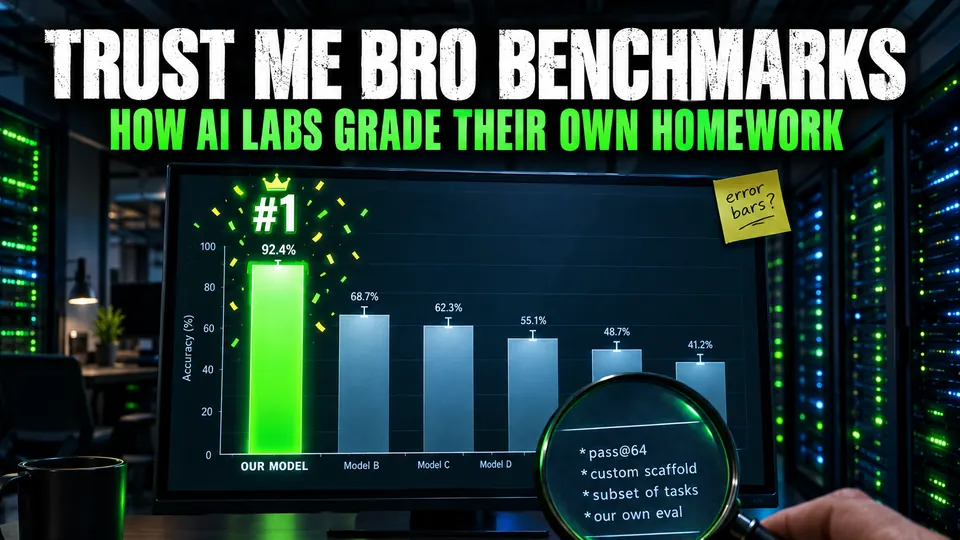 TRUST ME BRO BENCHMARKS
HOW AI LABS GRADE THEIR OWN HOMEWORK
error
bars?
#1
92.4%
68.7%
62.3%
55.1%
48.7%
41.2%
Accuracy (%)
100
80
60
40
20
0
OUR MODEL
Model B
Model C
Model D
*pass@64
*custom scaffold
*subset of tasks
*our own eval